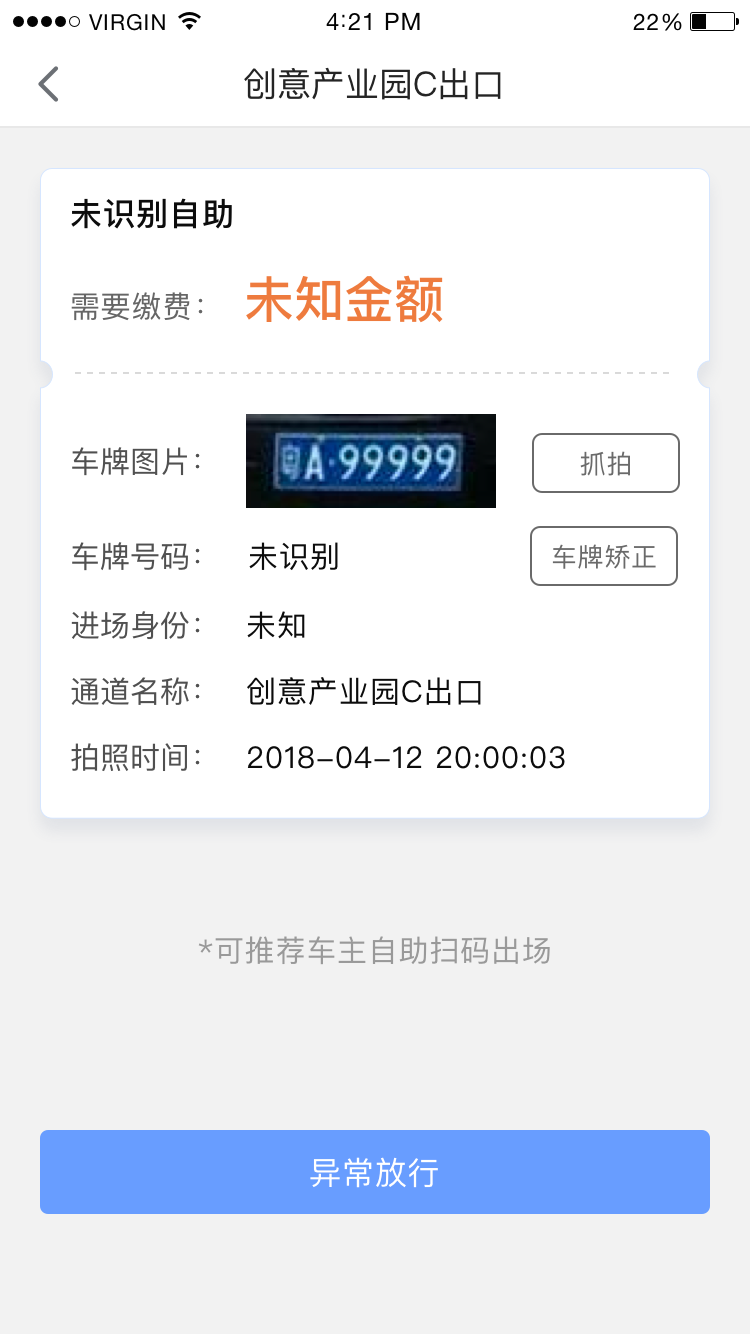 VIRGIN 4:21 PM 22%
创意产业园C出口
未识别自助
需要缴费： 未知金额
车牌图片： 粤A·99999 抓拍
车牌号码： 未识别 车牌矫正
进场身份： 未知
通道名称： 创意产业园C出口
拍照时间： 2018-04-12 20:00:03
*可推荐车主自助扫码出场
异常放行